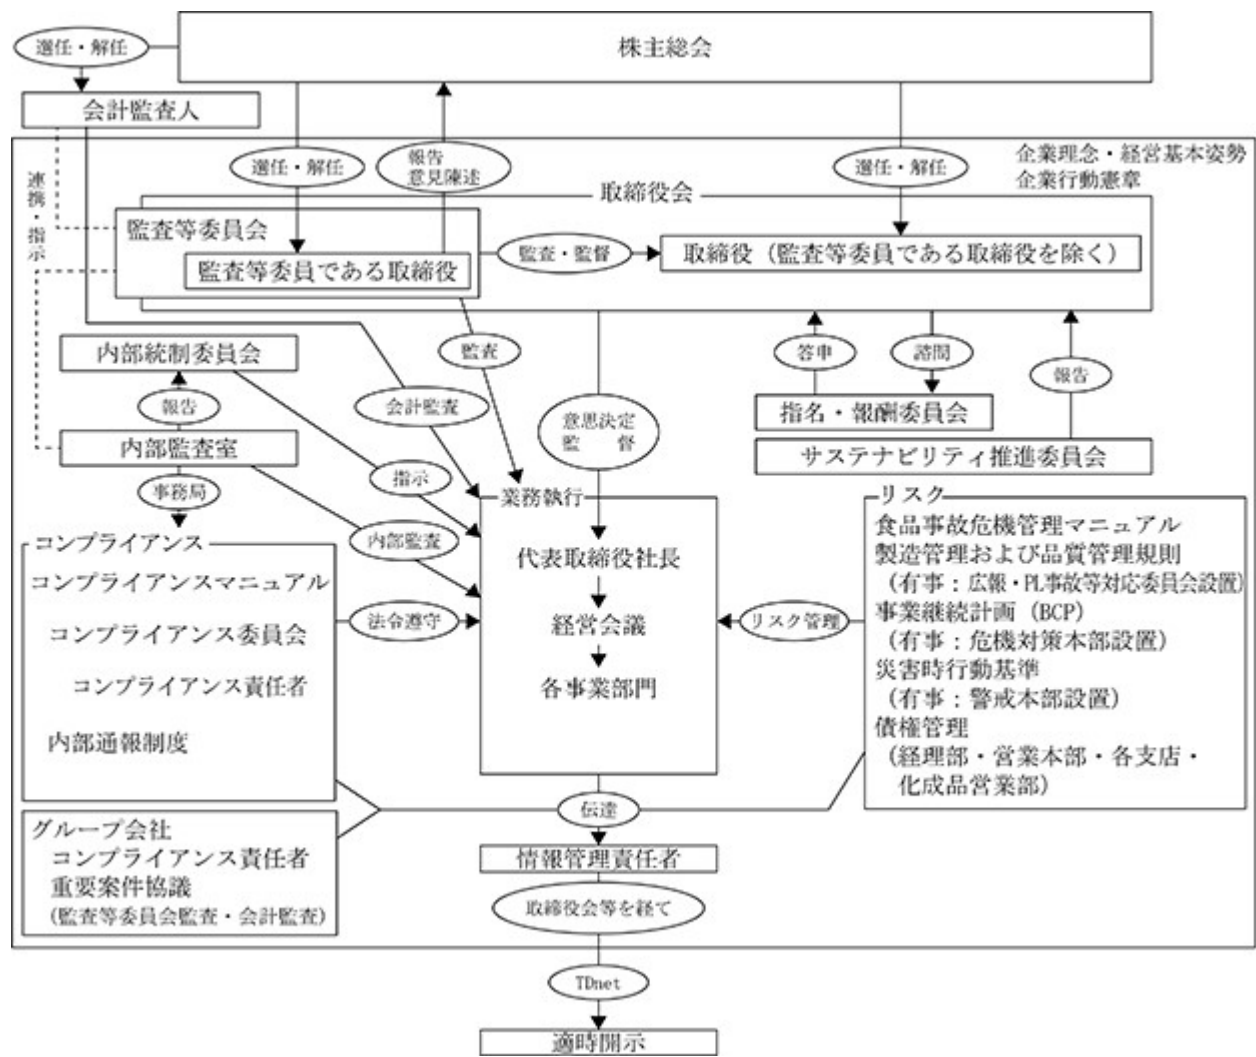 株主総会
選任・解任
会計監査人
選任・解任
報告
意見陳述
選任・解任
企業理念・経営基本姿勢
企業行動憲章
連携・指示
取締役会
監査等委員会
監査等委員である取締役
監査・監督
取締役（監査等委員である取締役を除く）
内部統制委員会
監査
答申
諮問
報告
報告
会計監査
意思決定
監　督
指名・報酬委員会
内部監査室
サステナビリティ推進委員会
事務局
指示
内部監査
業務執行
代表取締役社長
経営会議
各事業部門
コンプライアンス
コンプライアンスマニュアル
コンプライアンス委員会
コンプライアンス責任者
内部通報制度
法令遵守
リスク管理
リスク
食品事故危機管理マニュアル
製造管理および品質管理規則
（有事：広報・PL事故等対応委員会設置）
事業継続計画（BCP）
（有事：危機対策本部設置）
災害時行動基準
（有事：警戒本部設置）
債権管理
（経理部・営業本部・各支店・
化成品営業部）
伝達
グループ会社
コンプライアンス責任者
重要案件協議
（監査等委員会監査・会計監査）
情報管理責任者
取締役会等を経て
TDnet
適時開示